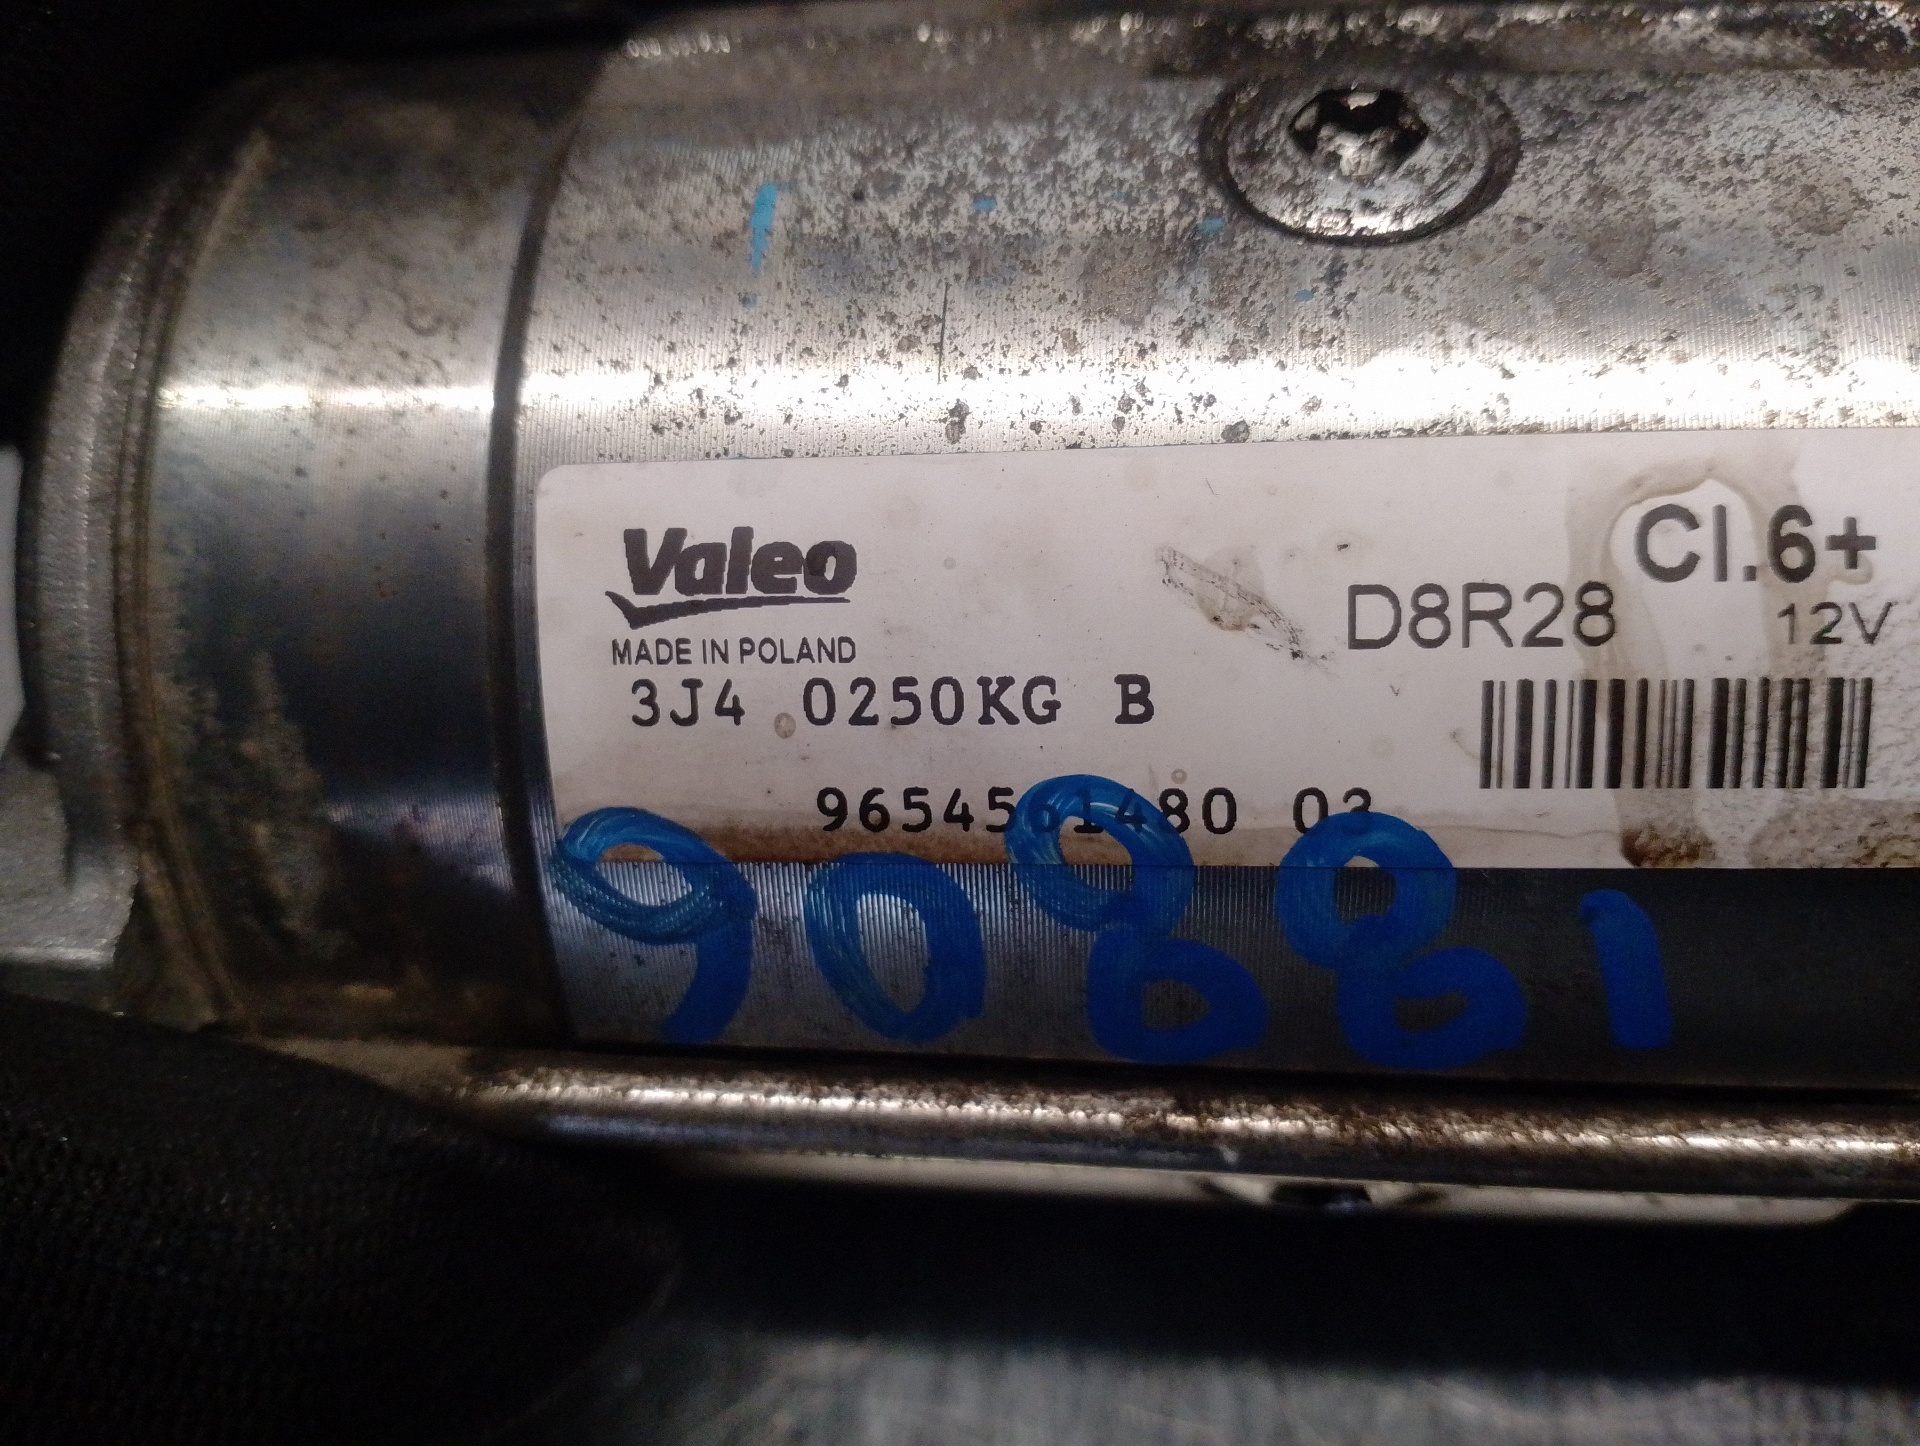 Valeo
MADE IN POLAND
Cl.6+
D8R28
12V
3J4 0250KG B
9654561480 03
90881